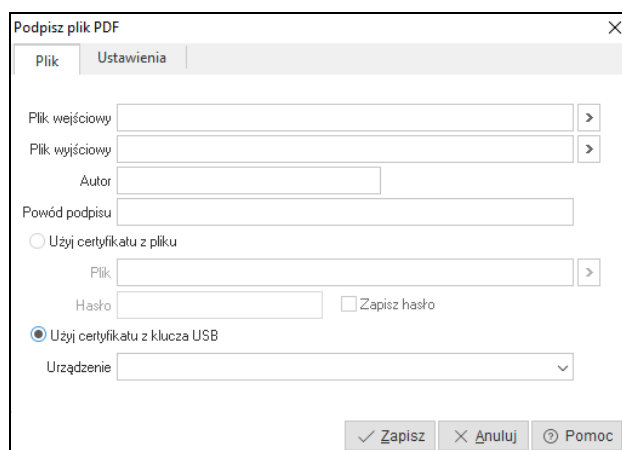 Podpisz plik PDF
Plik Ustawienia
Plik wejściowy
Plik wyjściowy
Autor
Powód podpisu
Użyj certyfikatu z pliku
Plik
Hasło Zapisz hasło
Użyj certyfikatu z klucza USB
Urządzenie
Zapisz Anuluj Pomoc